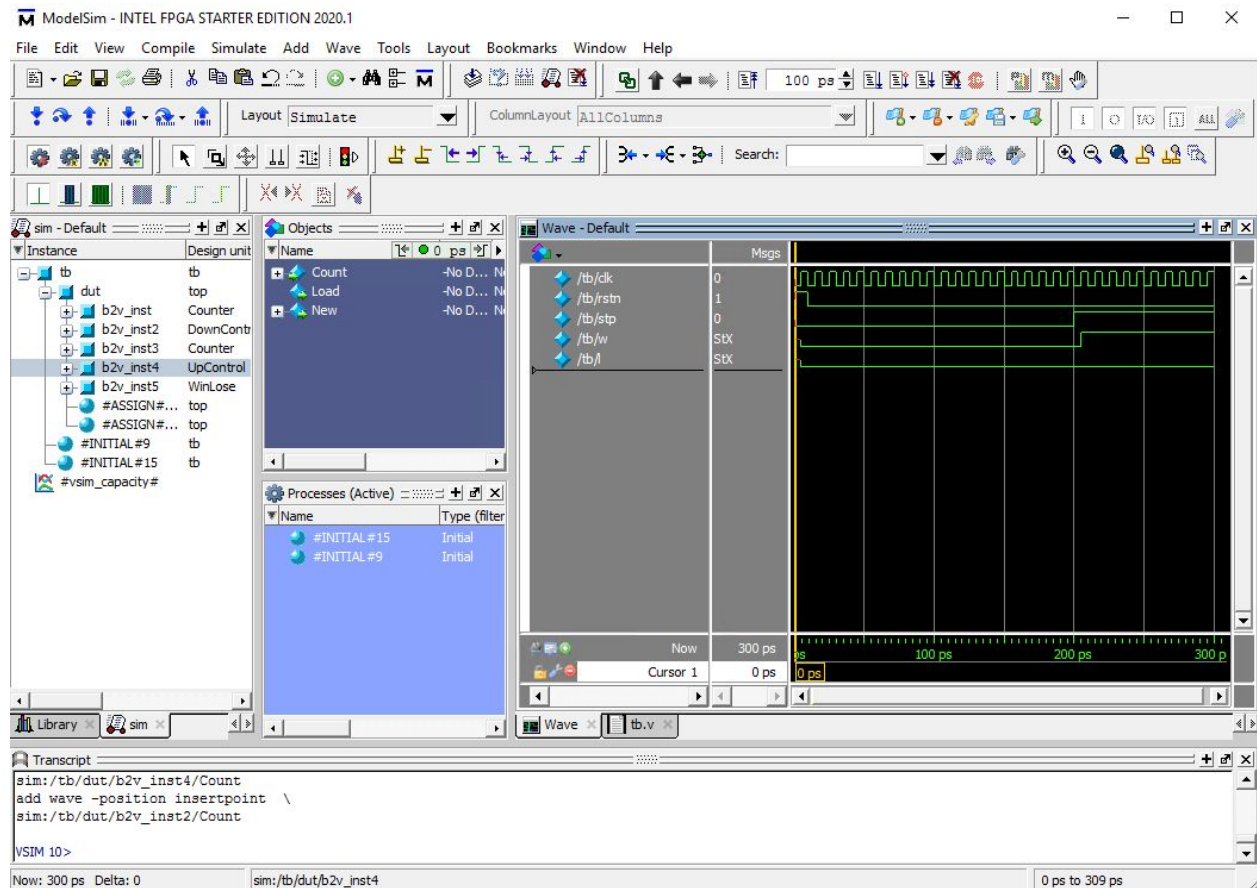 ModelSim - INTEL FPGA STARTER EDITION 2020.1
File Edit View Compile Simulate Add Wave Tools Layout Bookmarks Window Help
100 ps
Layout Simulate
ColumnLayout AllColumns
Search:
sim - Default
Instance Design unit
tb tb
dut top
b2v_inst Counter
b2v_inst2 DownContr
b2v_inst3 Counter
b2v_inst4 UpControl
b2v_inst5 WinLose
#ASSIGN#... top
#ASSIGN#... top
#INITIAL#9 tb
#INITIAL#15 tb
#vsim_capacity#
Library sim
Objects
Name 0 ps
Count -No D... N
Load -No D... N
New -No D... N
Processes (Active)
Name Type (filter
#INITIAL#15 Initial
#INITIAL#9 Initial
Wave - Default
Msgs
/tb/clk 0
/tb/rstn 1
/tb/stp 0
/tb/w StX
/tb/l StX
Now 300 ps
ps 100 ps 200 ps 300 p
Cursor 1 0 ps 0 ps
Wave tb.v
Transcript
sim:/tb/dut/b2v_inst4/Count
add wave -position insertpoint \
sim:/tb/dut/b2v_inst2/Count
VSIM 10>
Now: 300 ps Delta: 0 sim:/tb/dut/b2v_inst4 0 ps to 309 ps